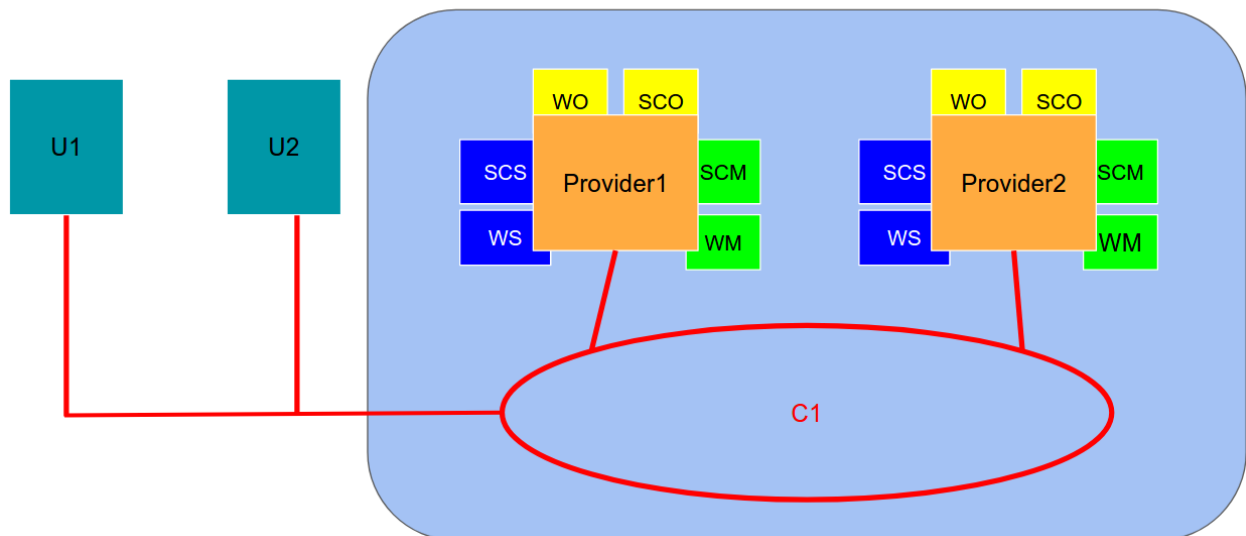 U1
U2
WO
SCO
SCS
Provider1
SCM
WS
WM
WO
SCO
SCS
Provider2
SCM
WS
WM
C1